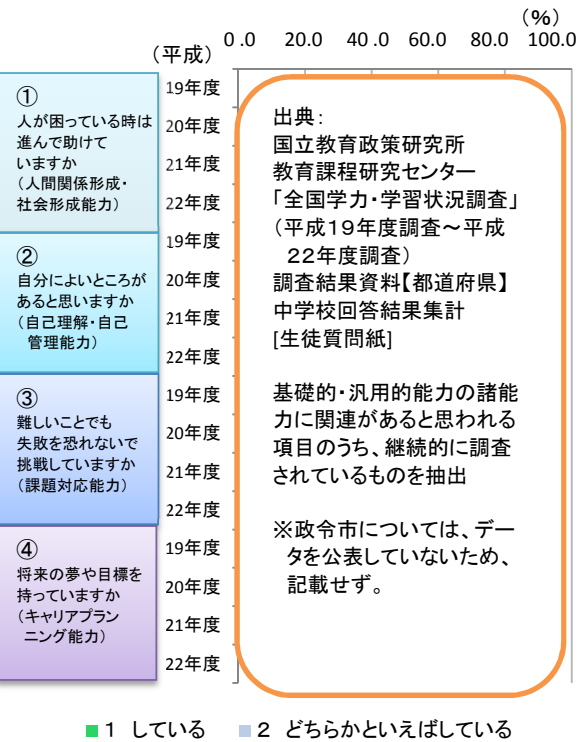 (%)
0.0 20.0 40.0 60.0 80.0 100.0
(平成)
①
人が困っている時は
進んで助けて
いますか
(人間関係形成・
社会形成能力)
19年度
20年度
21年度
22年度
②
自分によいところが
あると思いますか
(自己理解・自己
管理能力)
19年度
20年度
21年度
22年度
③
難しいことでも
失敗を恐れないで
挑戦していますか
(課題対応能力)
19年度
20年度
21年度
22年度
④
将来の夢や目標を
持っていますか
(キャリアプラン
ニング能力)
19年度
20年度
21年度
22年度
出典:
国立教育政策研究所
教育課程研究センター
「全国学力・学習状況調査」
(平成19年度調査~平成
22年度調査)
調査結果資料【都道府県】
中学校回答結果集計
[生徒質問紙]
基礎的・汎用的能力の諸能
力に関連があると思われる
項目のうち、継続的に調査
されているものを抽出
※政令市については、デー
タを公表していないため、
記載せず。
1 している 2 どちらかといえばしている